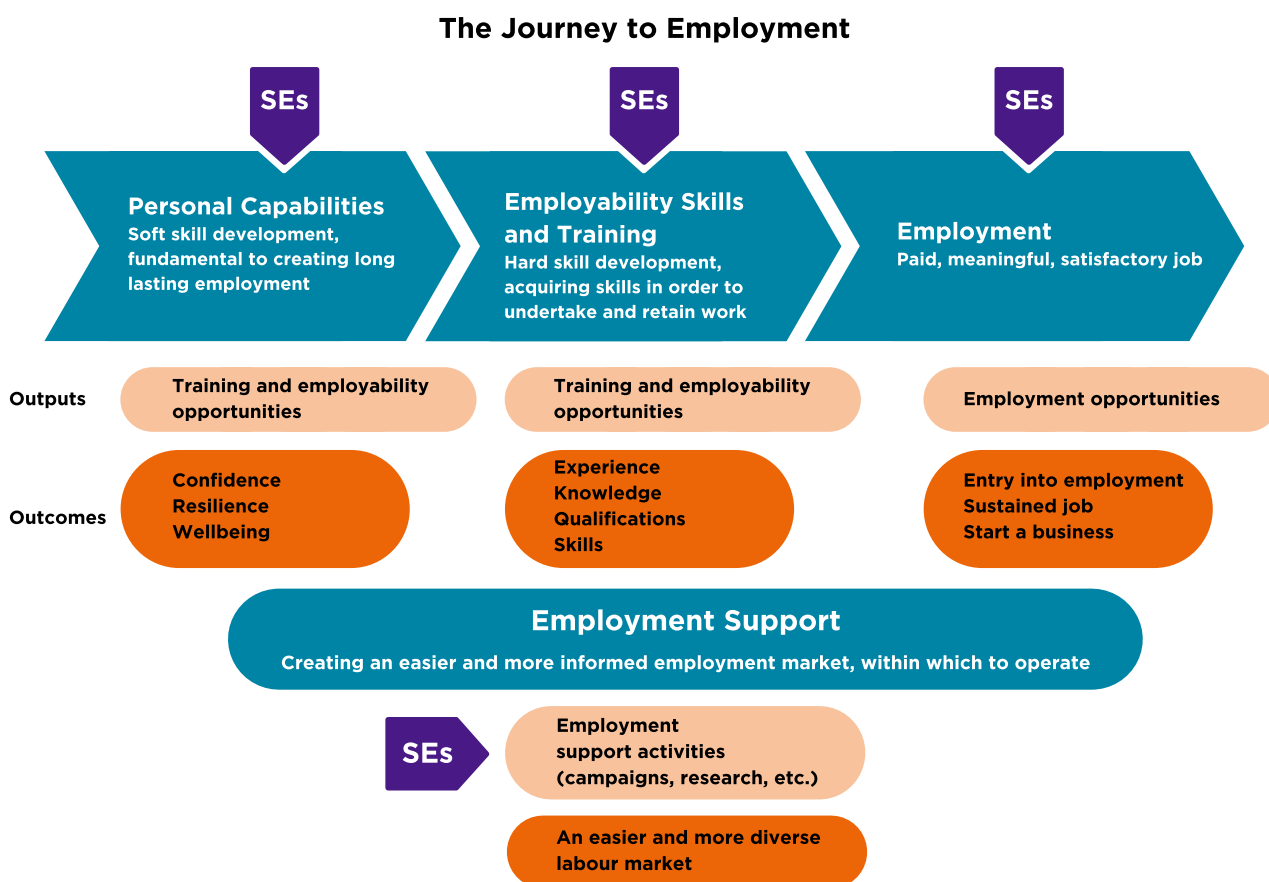 The Journey to Employment
SEs
SEs
SEs
Personal Capabilities
Soft skill development,
fundamental to creating long
lasting employment
Employability Skills
and Training
Hard skill development,
acquiring skills in order to
undertake and retain work
Employment
Paid, meaningful, satisfactory job
Outputs
Training and employability
opportunities
Training and employability
opportunities
Employment opportunities
Outcomes
Confidence
Resilience
Wellbeing
Experience
Knowledge
Qualifications
Skills
Entry into employment
Sustained job
Start a business
Employment Support
Creating an easier and more informed employment market, within which to operate
SEs
Employment
support activities
(campaigns, research, etc.)
An easier and more diverse
labour market